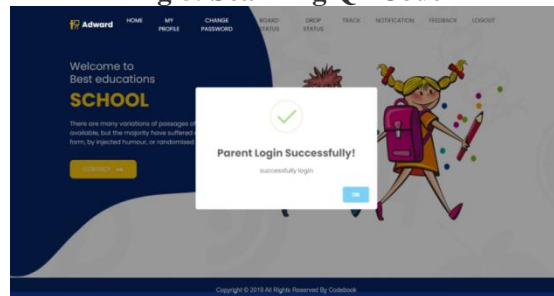 Adward
HOME
MY
PROFILE
CHANGE
PASSWORD
BOARD
STATUS
DROP
STATUS
TRACK
NOTIFICATION
FEEDBACK
LOGOUT
Welcome to
Best educations
SCHOOL
There are many variations of passages of
available, but the majority have suffered
form, by injected humour, or randomised
CONTACT
Parent Login Successfully!
successfully login
OK
Copyright © 2019 All Rights Reserved By Codebook